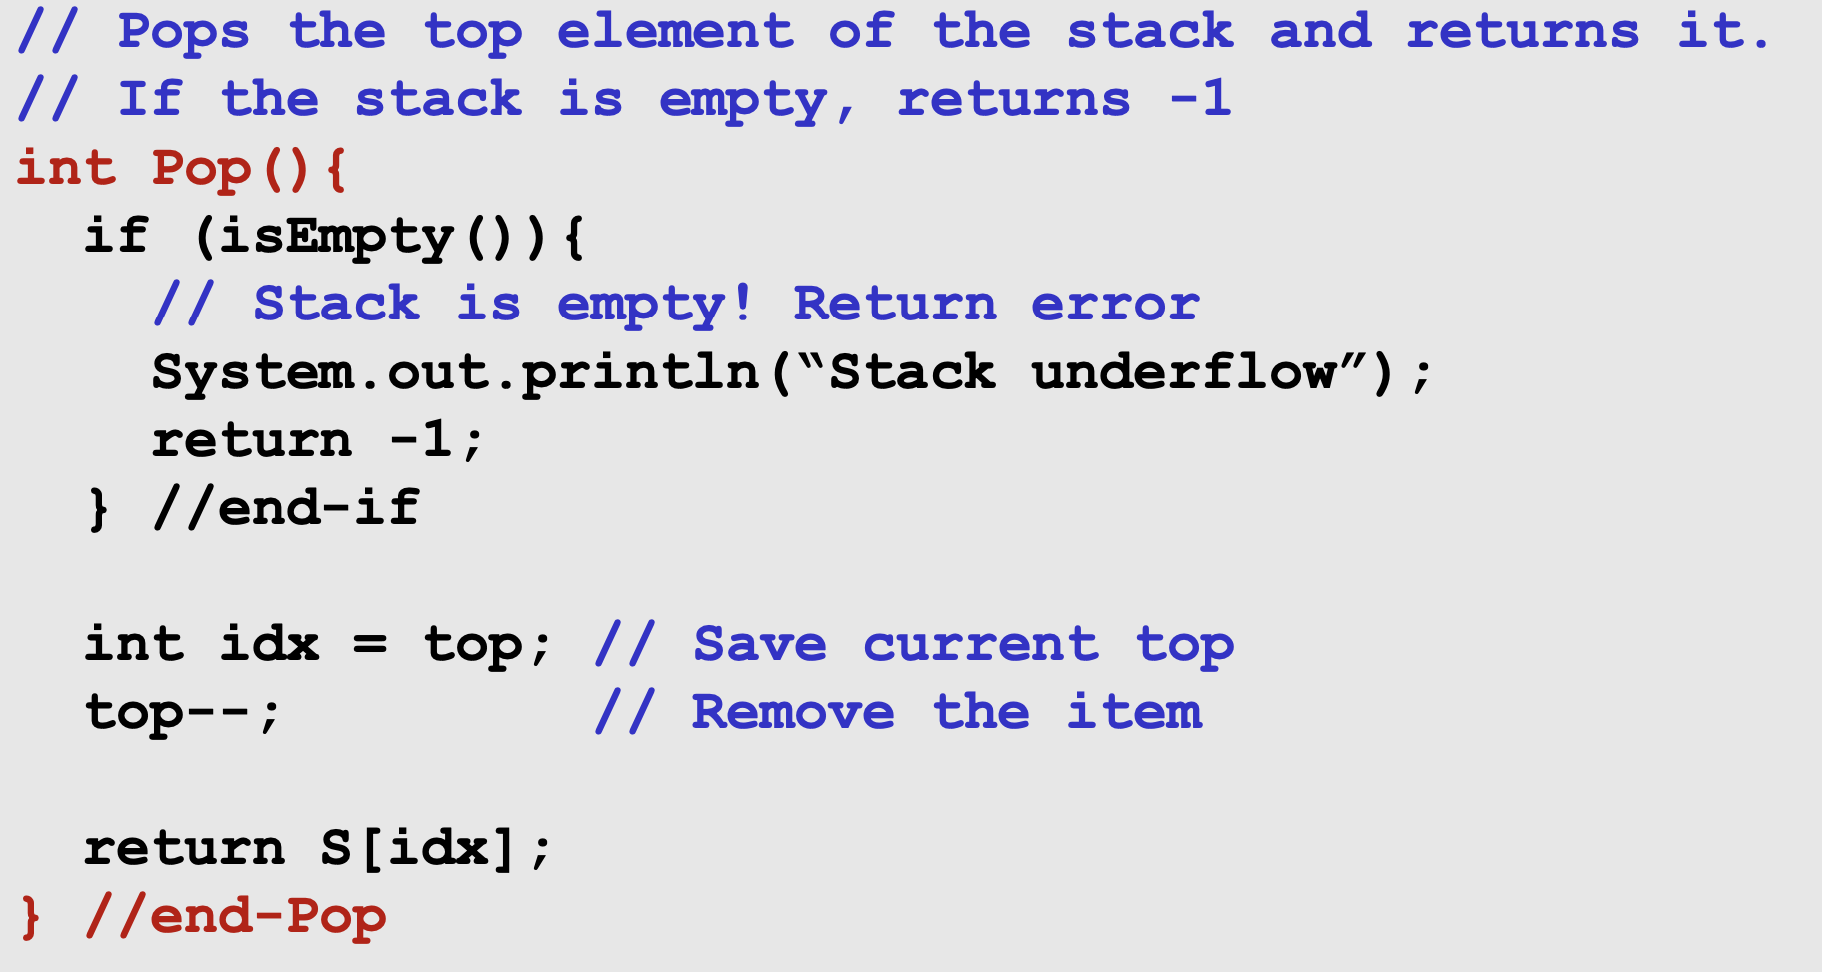 // Pops the top element of the stack and returns it.
// If the stack is empty, returns -1
int Pop(){
if (isEmpty()){
// Stack is empty! Return error
System.out.println(“Stack underflow”);
return -1;
} //end-if
int idx = top; // Save current top
top--; // Remove the item
return S[idx];
} //end-Pop